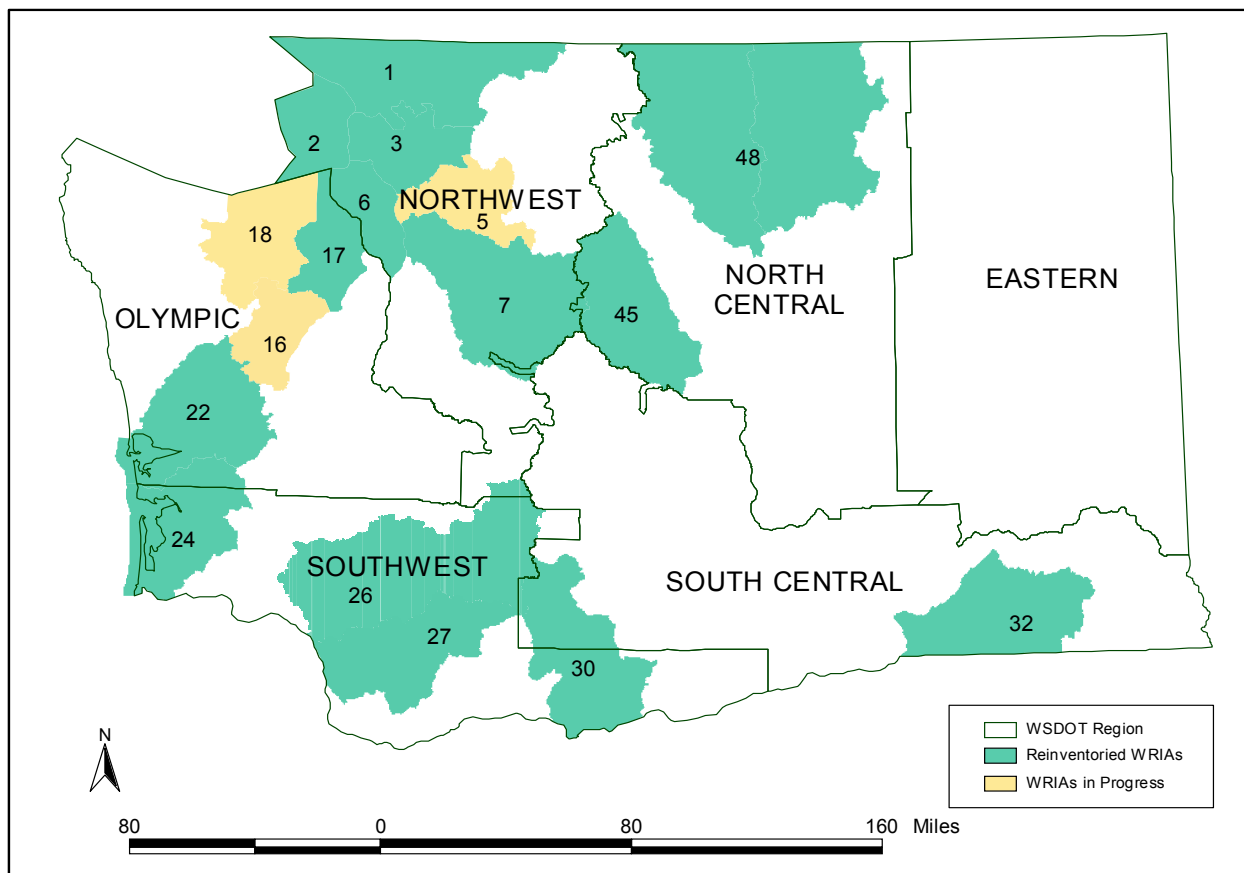 1
2
3
48
6
NORTHWEST
5
18
17
NORTH
CENTRAL
EASTERN
7
45
OLYMPIC
16
22
24
SOUTHWEST
26
SOUTH CENTRAL
27
32
30
WSDOT Region
Reinventoried WRIAs
WRIAs in Progress
N
80 0 80 160 Miles